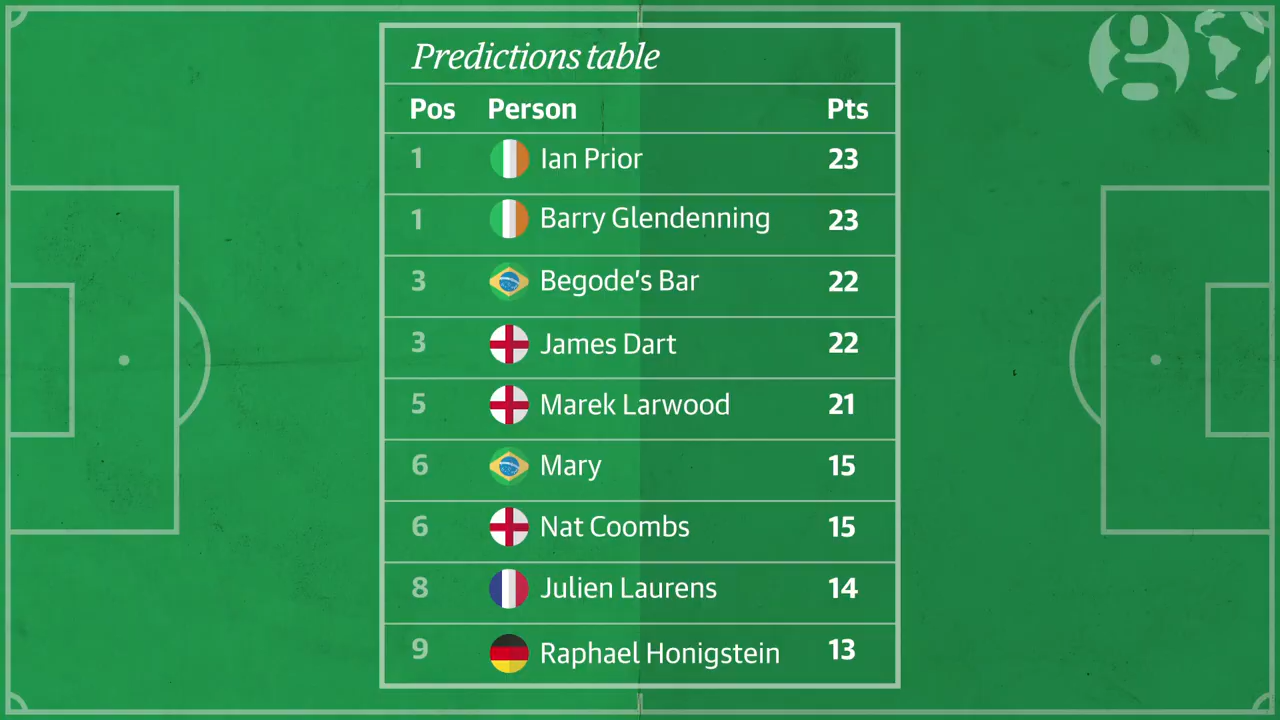 Predictions table
Pos Person Pts
1 Ian Prior 23
1 Barry Glendenning 23
3 Begode's Bar 22
3 James Dart 22
5 Marek Larwood 21
6 Mary 15
6 Nat Coombs 15
8 Julien Laurens 14
9 Raphael Honigstein 13